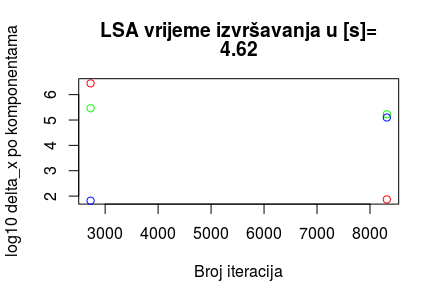 LSA vrijeme izvršavanja u [s]=
4.62
log10 delta_x po komponentama
6
5
4
3
2
3000 4000 5000 6000 7000 8000
Broj iteracija